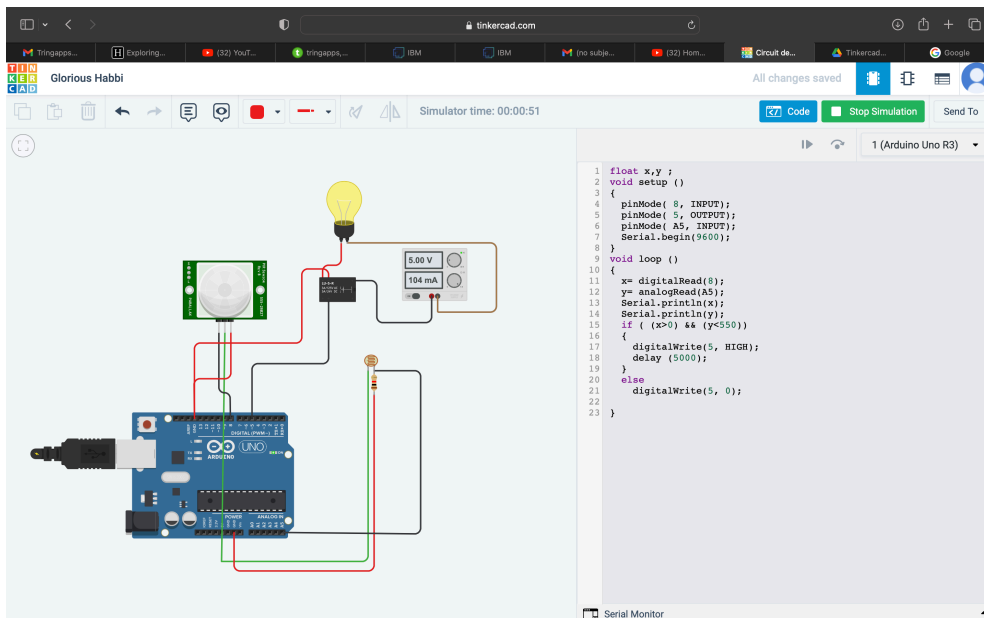 tinkercad.com
Tringapps...
Exploring...
(32) YouT...
tringapps,...
IBM
IBM
(no subje...
(32) Hom...
Circuit de...
Tinkercad...
Google
TIN
KER
CAD
Glorious Habbi
All changes saved
Simulator time: 00:00:51
Code
Stop Simulation
Send To
1 (Arduino Uno R3)
5.00 V
104 mA
DIGITAL (PWM~)
UNO
ARDUINO
POWER
ANALOG IN
1 float x,y ;
2 void setup ()
3 {
4 pinMode( 8, INPUT);
5 pinMode( 5, OUTPUT);
6 pinMode( A5, INPUT);
7 Serial.begin(9600);
8 }
9 void loop ()
10 {
11 x= digitalRead(8);
12 y= analogRead(A5);
13 Serial.println(x);
14 Serial.println(y);
15 if ( (x>0) && (y<550))
16 {
17 digitalWrite(5, HIGH);
18 delay (5000);
19 }
20 else
21 digitalWrite(5, 0);
22
23 }
Serial Monitor